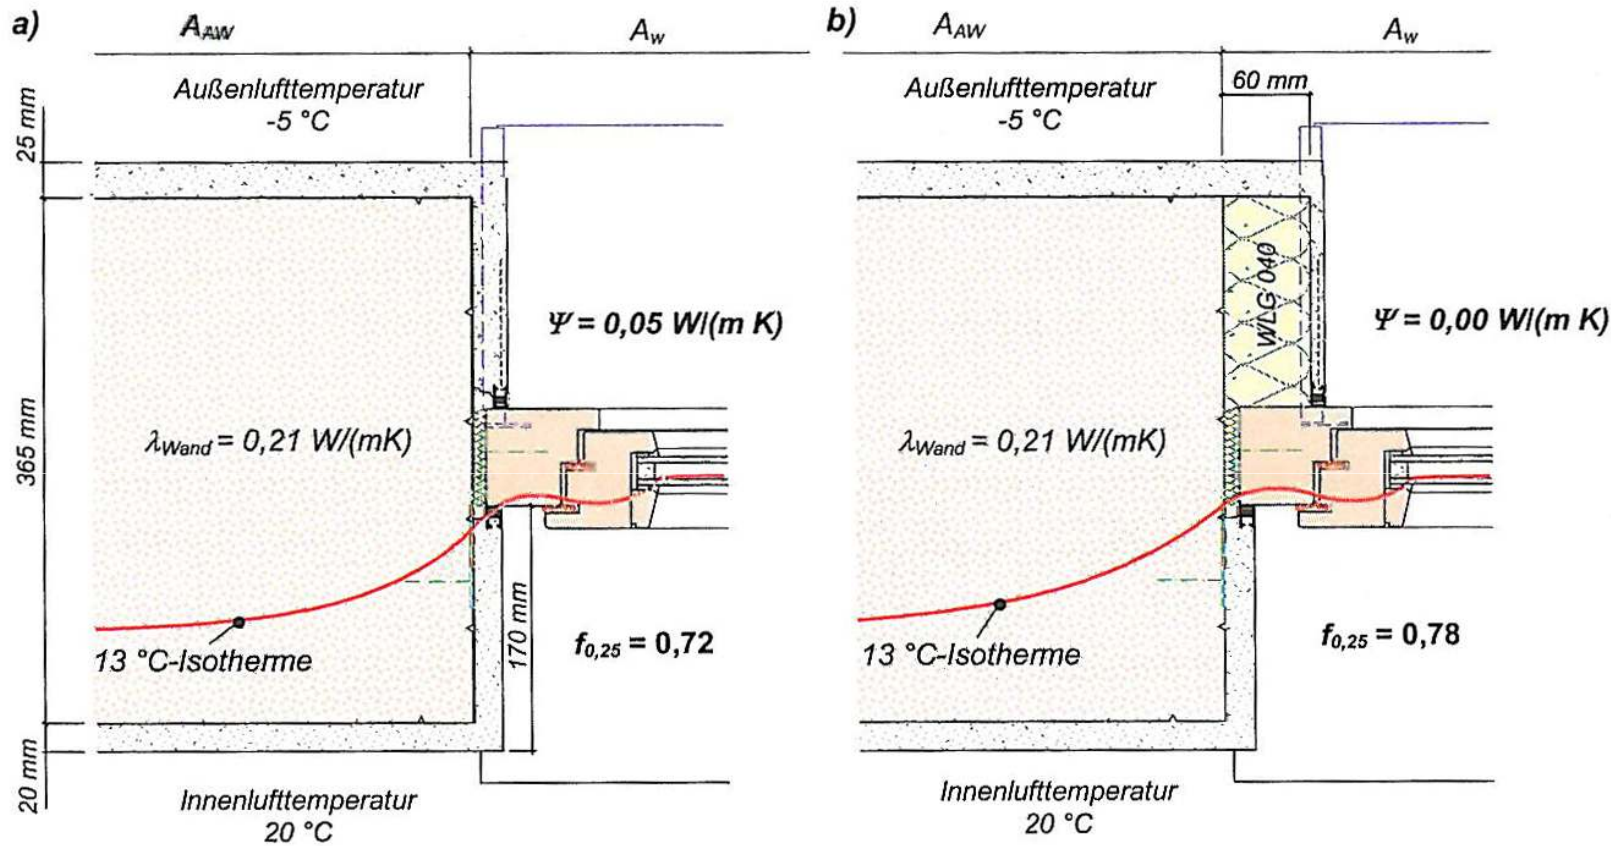 a)
A_AW
A_w
Außenlufttemperatur
-5 °C
25 mm
365 mm
20 mm
Ψ = 0,05 W/(m K)
λ_Wand = 0,21 W/(mK)
170 mm
f_0,25 = 0,72
13 °C-Isotherme
Innenlufttemperatur
20 °C
b)
A_AW
A_w
60 mm
Außenlufttemperatur
-5 °C
WLG 040
Ψ = 0,00 W/(m K)
λ_Wand = 0,21 W/(mK)
f_0,25 = 0,78
13 °C-Isotherme
Innenlufttemperatur
20 °C